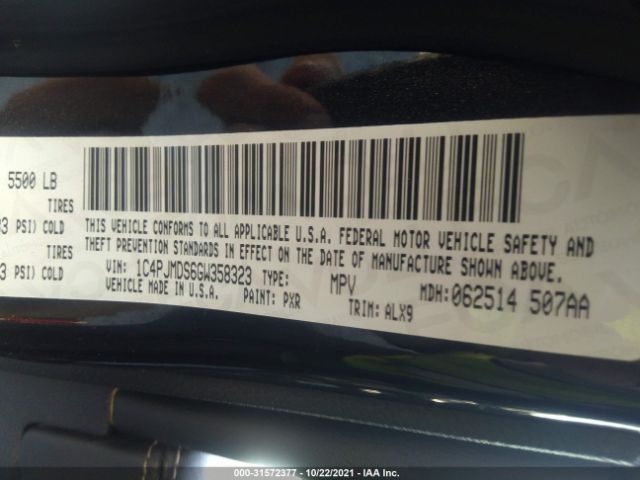 5500 LB
TIRES
PSI) COLD
TIRES
PSI) COLD
THIS VEHICLE CONFORMS TO ALL APPLICABLE U.S.A. FEDERAL MOTOR VEHICLE SAFETY AND
THEFT PREVENTION STANDARDS IN EFFECT ON THE DATE OF MANUFACTURE SHOWN ABOVE.
VIN: 1C4PJMDS6GW358323 TYPE: MPV MDH:062514 507AA
VEHICLE MADE IN U.S.A. PAINT: PXR TRIM: ALX9
000-31572377 - 10/22/2021 - IAA Inc.